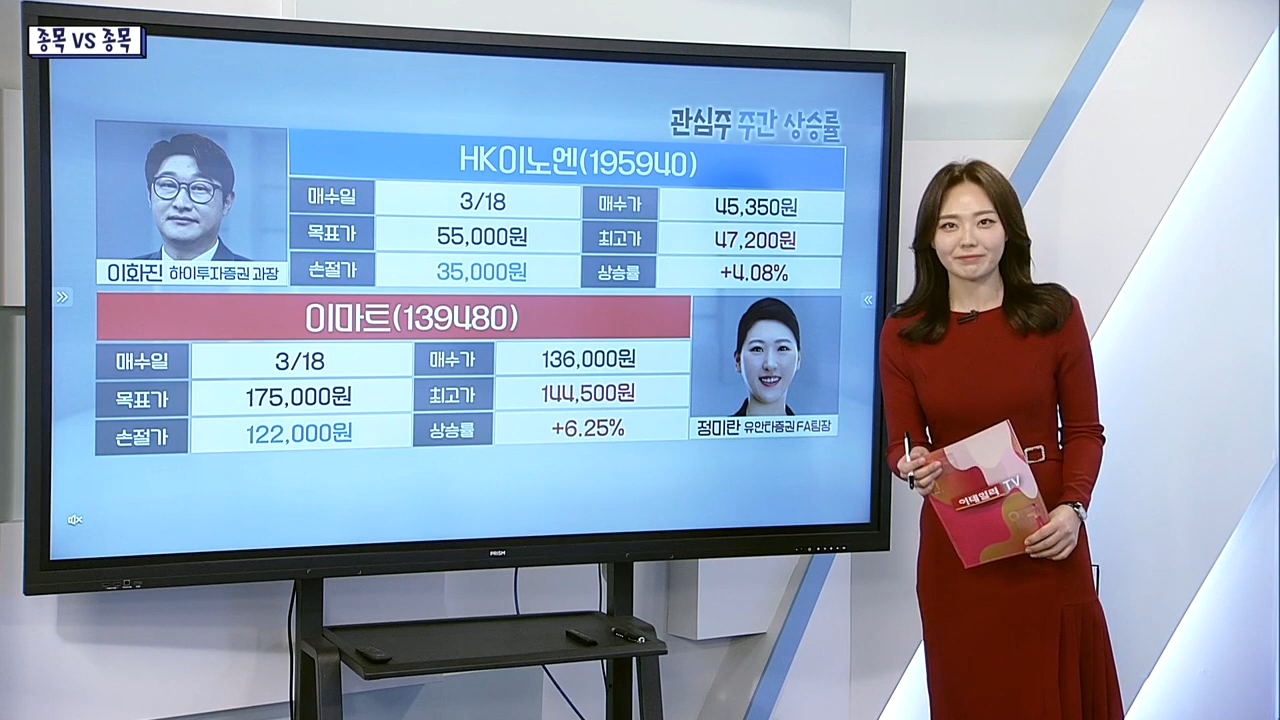 종목 VS 종목
관심주 주간 상승률
HK이노엔(195940)
매수일 3/18 매수가 45,350원
목표가 55,000원 최고가 47,200원
손절가 35,000원 상승률 +4.08%
이화진 하이투자증권 과장
이마트(139480)
매수일 3/18 매수가 136,000원
목표가 175,000원 최고가 144,500원
손절가 122,000원 상승률 +6.25%
정미란 유안타증권 FA팀장
이데일리 TV
PRISM